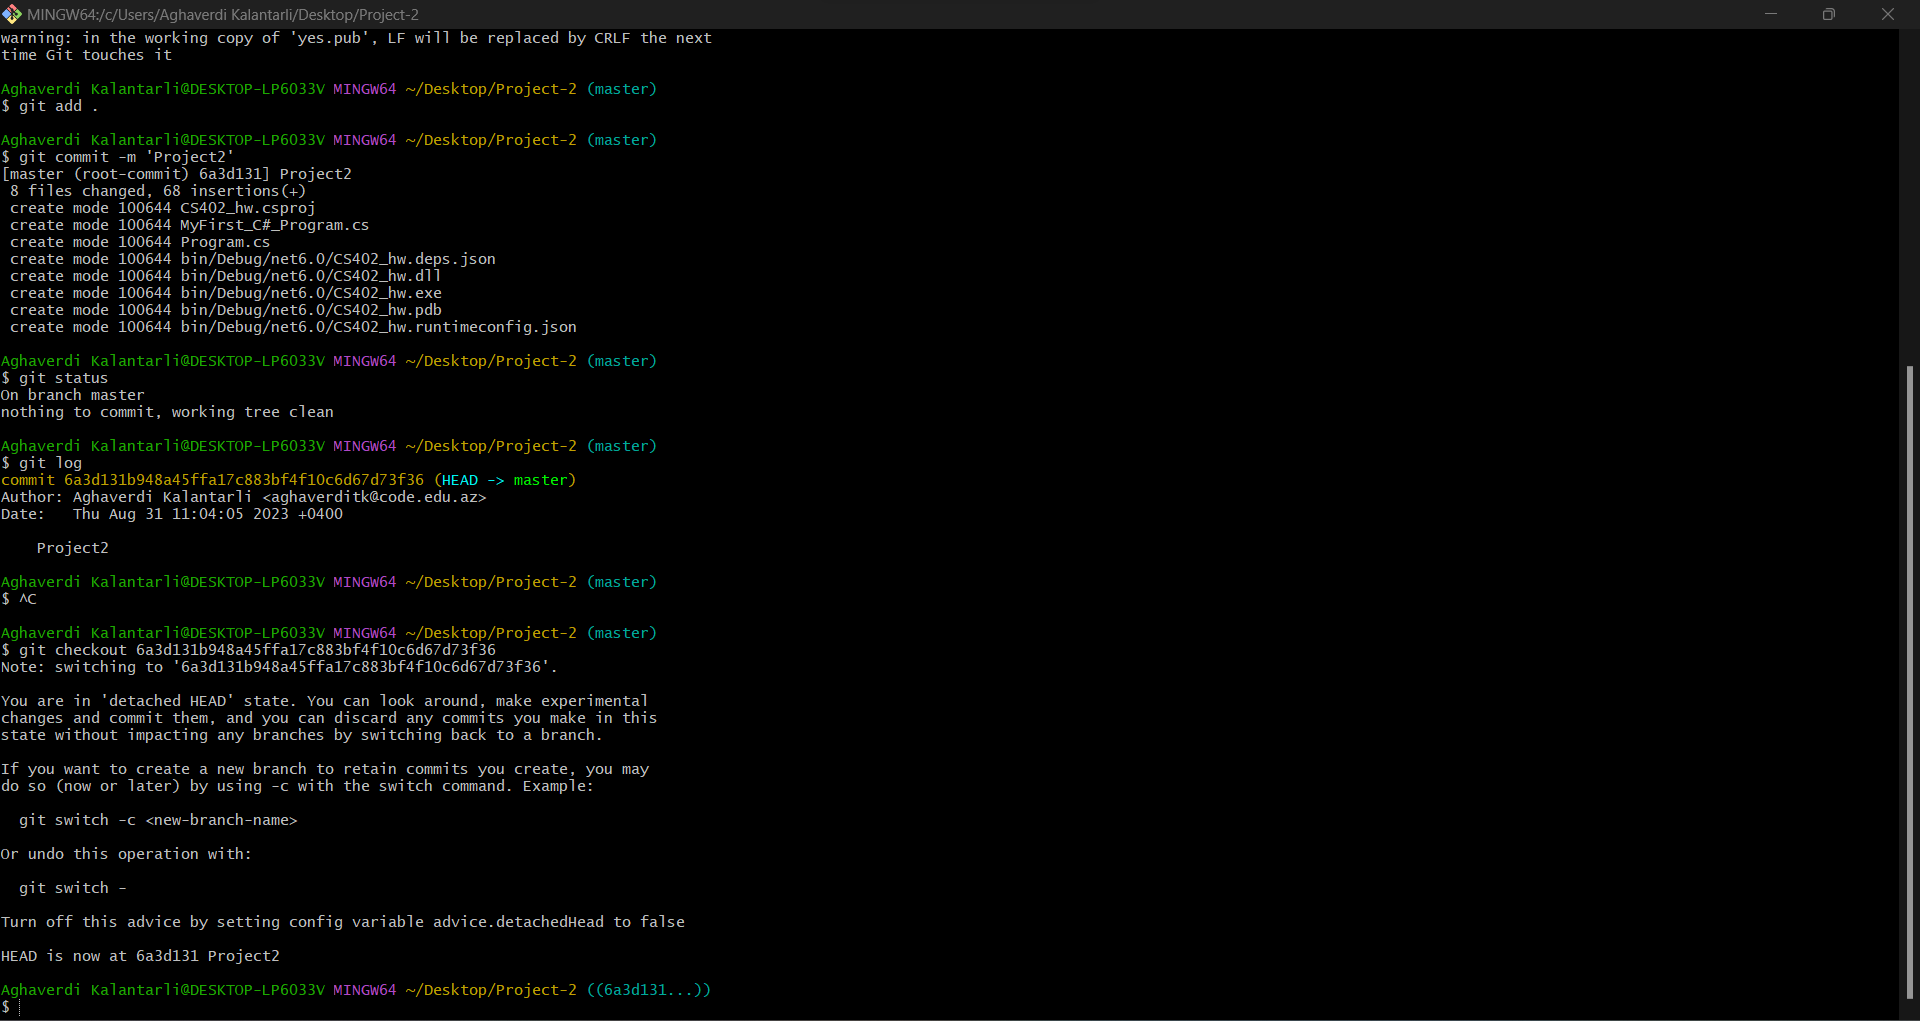 MINGW64:/c/Users/Aghaverdi Kalantarli/Desktop/Project-2
warning: in the working copy of 'yes.pub', LF will be replaced by CRLF the next
time Git touches it
Aghaverdi Kalantarli@DESKTOP-LP6033V MINGW64 ~/Desktop/Project-2 (master)
$ git add .
Aghaverdi Kalantarli@DESKTOP-LP6033V MINGW64 ~/Desktop/Project-2 (master)
$ git commit -m 'Project2'
[master (root-commit) 6a3d131] Project2
 8 files changed, 68 insertions(+)
 create mode 100644 CS402_hw.csproj
 create mode 100644 MyFirst_C#_Program.cs
 create mode 100644 Program.cs
 create mode 100644 bin/Debug/net6.0/CS402_hw.deps.json
 create mode 100644 bin/Debug/net6.0/CS402_hw.dll
 create mode 100644 bin/Debug/net6.0/CS402_hw.exe
 create mode 100644 bin/Debug/net6.0/CS402_hw.pdb
 create mode 100644 bin/Debug/net6.0/CS402_hw.runtimeconfig.json
Aghaverdi Kalantarli@DESKTOP-LP6033V MINGW64 ~/Desktop/Project-2 (master)
$ git status
On branch master
nothing to commit, working tree clean
Aghaverdi Kalantarli@DESKTOP-LP6033V MINGW64 ~/Desktop/Project-2 (master)
$ git log
commit 6a3d131b948a45ffa17c883bf4f10c6d67d73f36 (HEAD -> master)
Author: Aghaverdi Kalantarli <aghaverditk@code.edu.az>
Date:   Thu Aug 31 11:04:05 2023 +0400
    Project2
Aghaverdi Kalantarli@DESKTOP-LP6033V MINGW64 ~/Desktop/Project-2 (master)
$ ^C
Aghaverdi Kalantarli@DESKTOP-LP6033V MINGW64 ~/Desktop/Project-2 (master)
$ git checkout 6a3d131b948a45ffa17c883bf4f10c6d67d73f36
Note: switching to '6a3d131b948a45ffa17c883bf4f10c6d67d73f36'.
You are in 'detached HEAD' state. You can look around, make experimental
changes and commit them, and you can discard any commits you make in this
state without impacting any branches by switching back to a branch.
If you want to create a new branch to retain commits you create, you may
do so (now or later) by using -c with the switch command. Example:
  git switch -c <new-branch-name>
Or undo this operation with:
  git switch -
Turn off this advice by setting config variable advice.detachedHead to false
HEAD is now at 6a3d131 Project2
Aghaverdi Kalantarli@DESKTOP-LP6033V MINGW64 ~/Desktop/Project-2 ((6a3d131...))
$